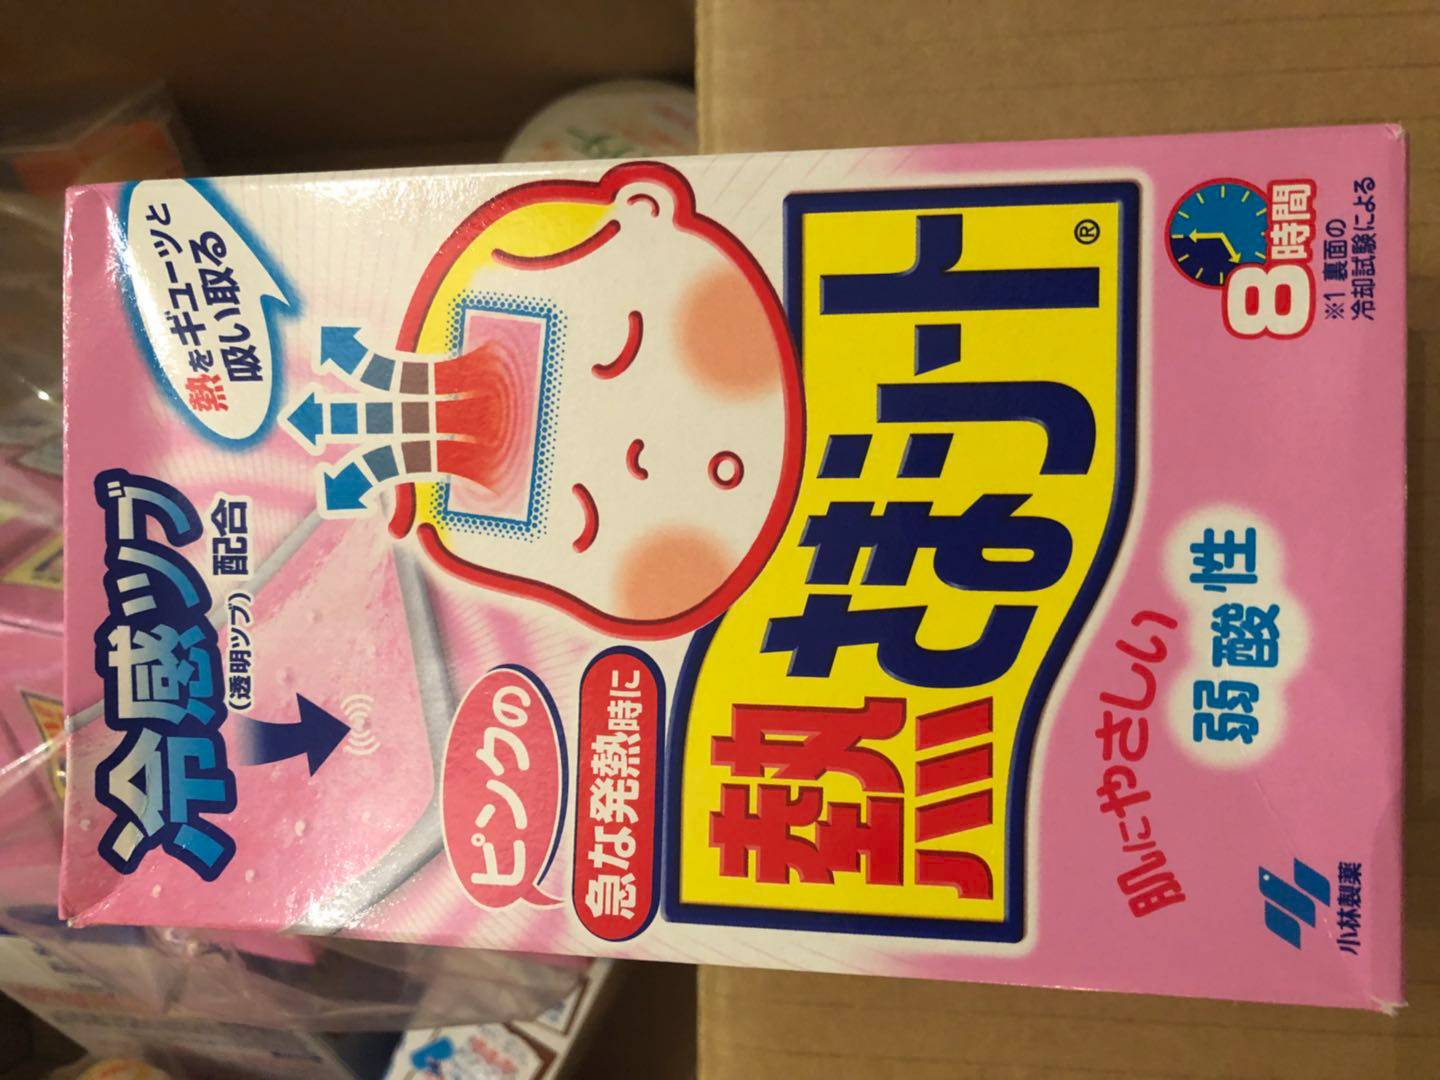 冷感ツブ
(透明ツブ) 配合
熱をギューッと
吸い取る
ピンクの
急な発熱時に
熱さまシート®
肌にやさしい
弱酸性
8時間
※1 裏面の
冷却試験による
小林製薬